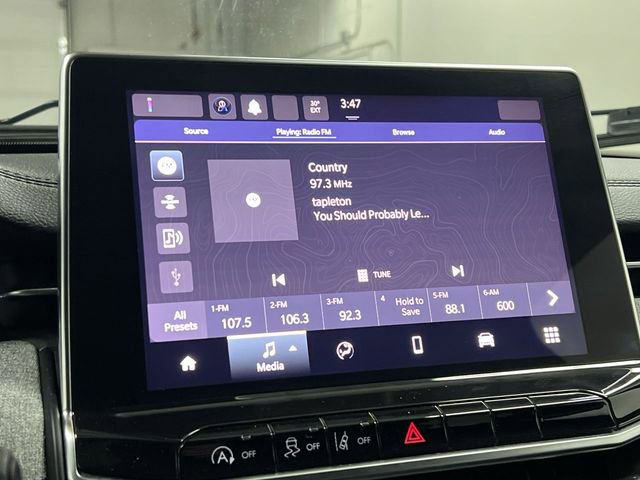 30° EXT 3:47
Source Playing: Radio FM Browse Audio
Country
97.3 MHz
tapleton
You Should Probably Le...
TUNE
All Presets
1-FM 107.5
2-FM 106.3
3-FM 92.3
4 Hold to Save
5-FM 88.1
6-AM 600
Media
A OFF OFF OFF